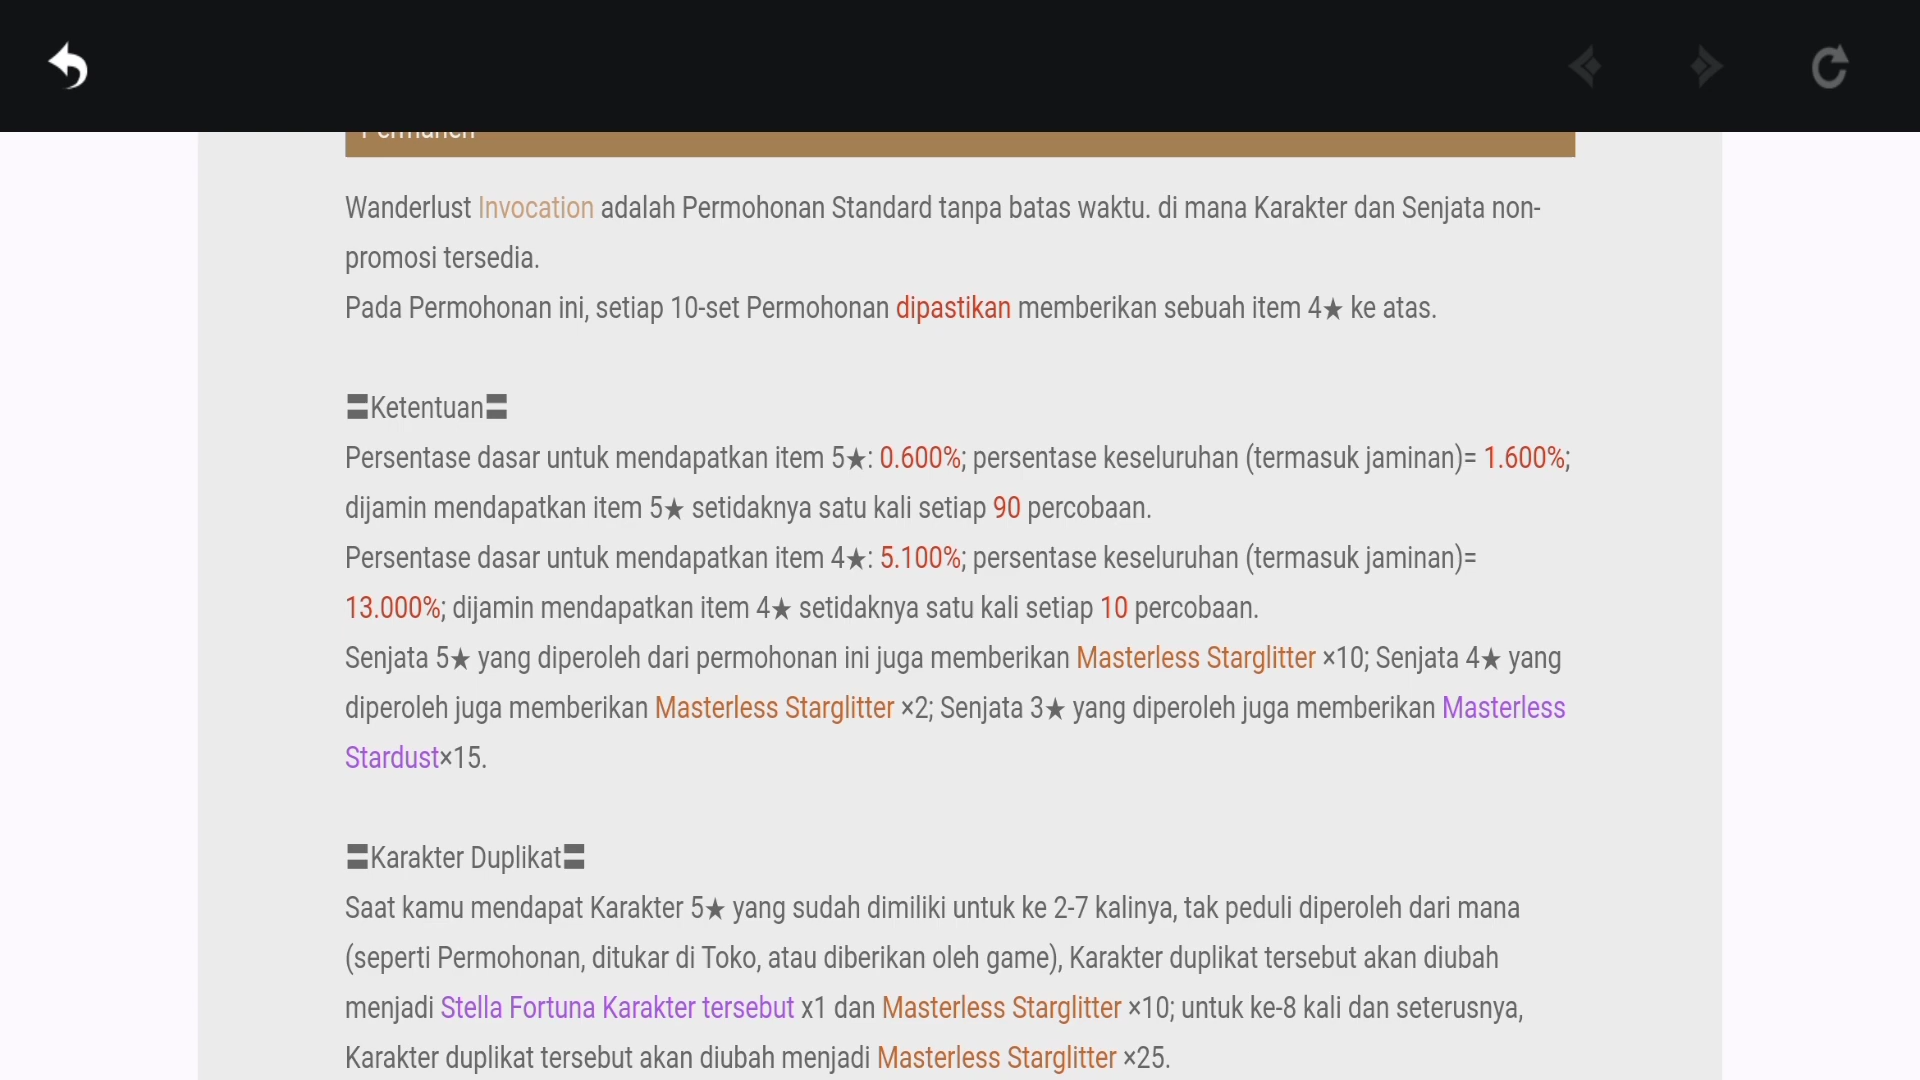 Permanen
Wanderlust Invocation adalah Permohonan Standard tanpa batas waktu. di mana Karakter dan Senjata non-
promosi tersedia.
Pada Permohonan ini, setiap 10-set Permohonan dipastikan memberikan sebuah item 4★ ke atas.
〓Ketentuan〓
Persentase dasar untuk mendapatkan item 5★: 0.600%; persentase keseluruhan (termasuk jaminan)= 1.600%;
dijamin mendapatkan item 5★ setidaknya satu kali setiap 90 percobaan.
Persentase dasar untuk mendapatkan item 4★: 5.100%; persentase keseluruhan (termasuk jaminan)=
13.000%; dijamin mendapatkan item 4★ setidaknya satu kali setiap 10 percobaan.
Senjata 5★ yang diperoleh dari permohonan ini juga memberikan Masterless Starglitter ×10; Senjata 4★ yang
diperoleh juga memberikan Masterless Starglitter ×2; Senjata 3★ yang diperoleh juga memberikan Masterless
Stardust×15.
〓Karakter Duplikat〓
Saat kamu mendapat Karakter 5★ yang sudah dimiliki untuk ke 2-7 kalinya, tak peduli diperoleh dari mana
(seperti Permohonan, ditukar di Toko, atau diberikan oleh game), Karakter duplikat tersebut akan diubah
menjadi Stella Fortuna Karakter tersebut x1 dan Masterless Starglitter ×10; untuk ke-8 kali dan seterusnya,
Karakter duplikat tersebut akan diubah menjadi Masterless Starglitter ×25.